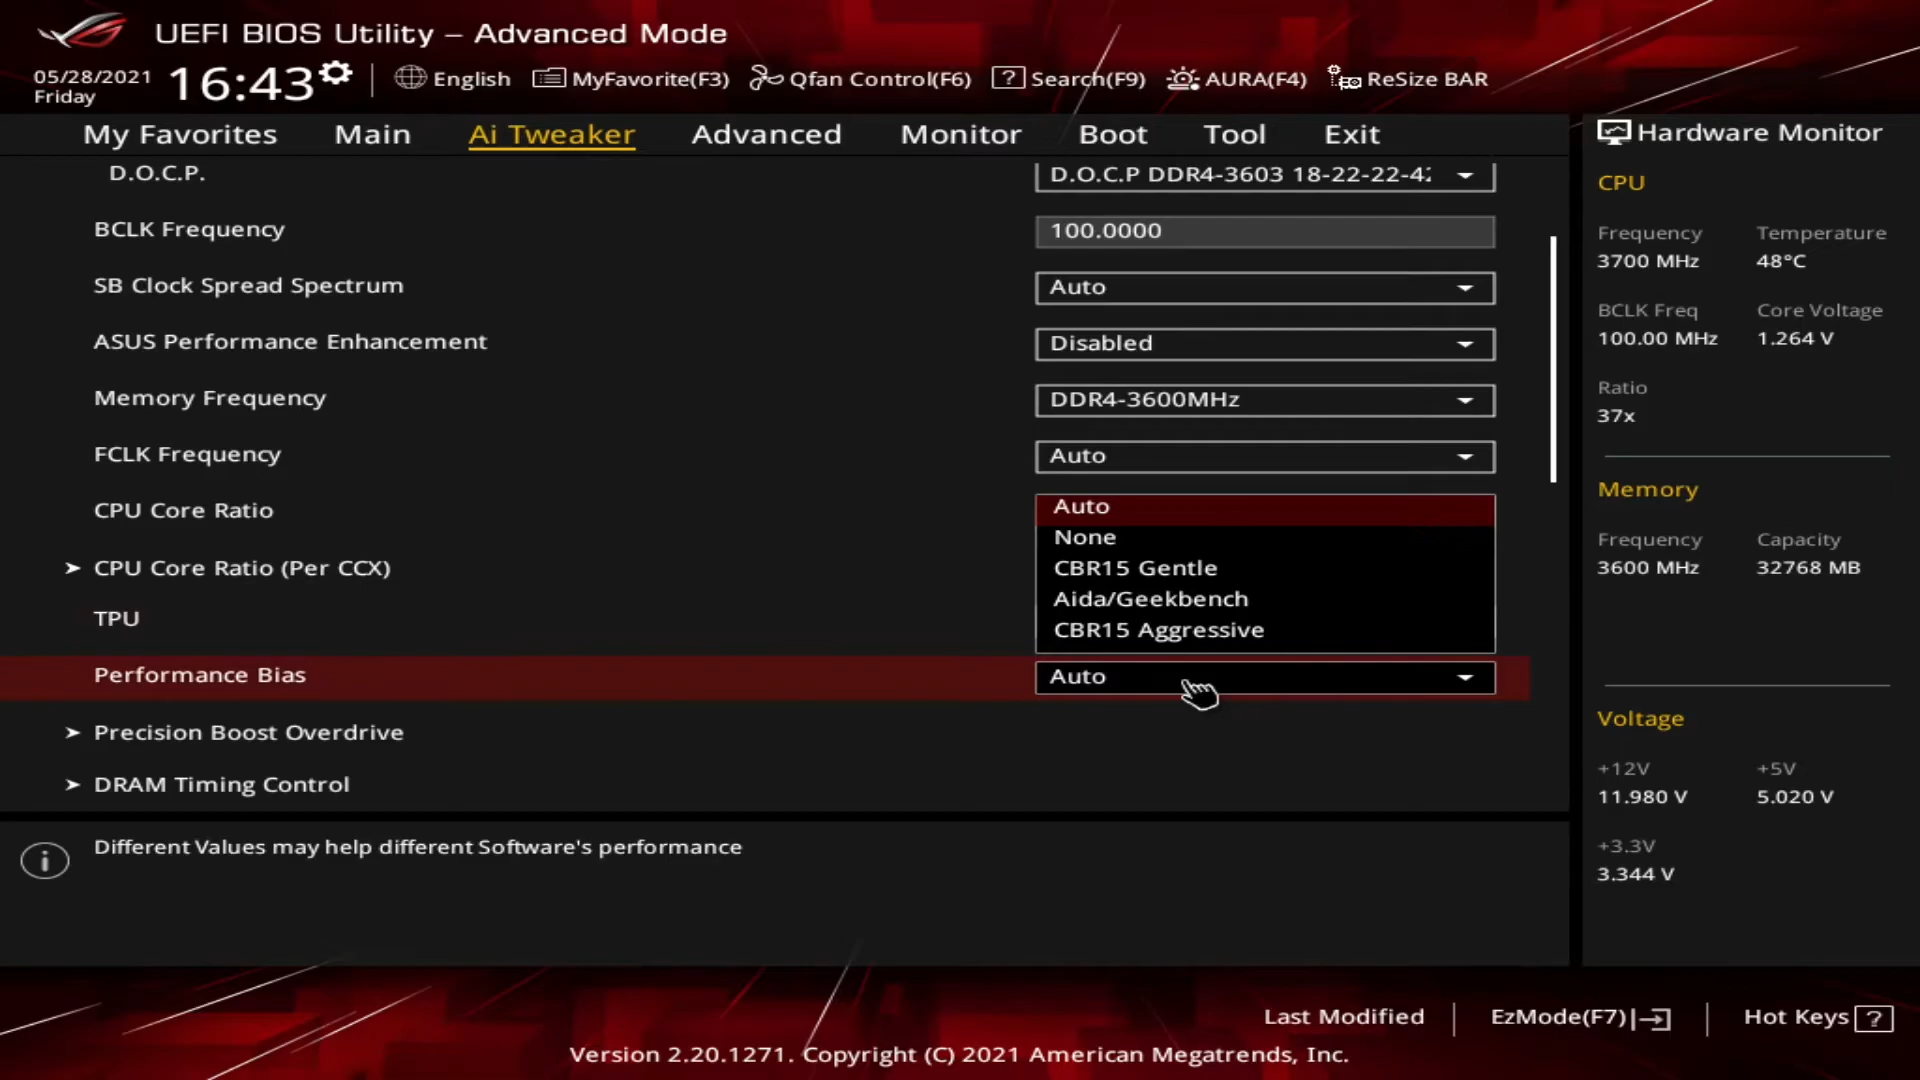 UEFI BIOS Utility – Advanced Mode
05/28/2021
Friday
16:43
English
MyFavorite(F3)
Qfan Control(F6)
? Search(F9)
AURA(F4)
ReSize BAR
My Favorites
Main
Ai Tweaker
Advanced
Monitor
Boot
Tool
Exit
D.O.C.P.
D.O.C.P DDR4-3603 18-22-22-42
BCLK Frequency
100.0000
SB Clock Spread Spectrum
Auto
ASUS Performance Enhancement
Disabled
Memory Frequency
DDR4-3600MHz
FCLK Frequency
Auto
CPU Core Ratio
CPU Core Ratio (Per CCX)
TPU
Auto
None
CBR15 Gentle
Aida/Geekbench
CBR15 Aggressive
Performance Bias
Auto
Precision Boost Overdrive
DRAM Timing Control
Different Values may help different Software's performance
Hardware Monitor
CPU
Frequency Temperature
3700 MHz 48°C
BCLK Freq Core Voltage
100.00 MHz 1.264 V
Ratio
37x
Memory
Frequency Capacity
3600 MHz 32768 MB
Voltage
+12V +5V
11.980 V 5.020 V
+3.3V
3.344 V
Last Modified
EzMode(F7)
Hot Keys ?
Version 2.20.1271. Copyright (C) 2021 American Megatrends, Inc.